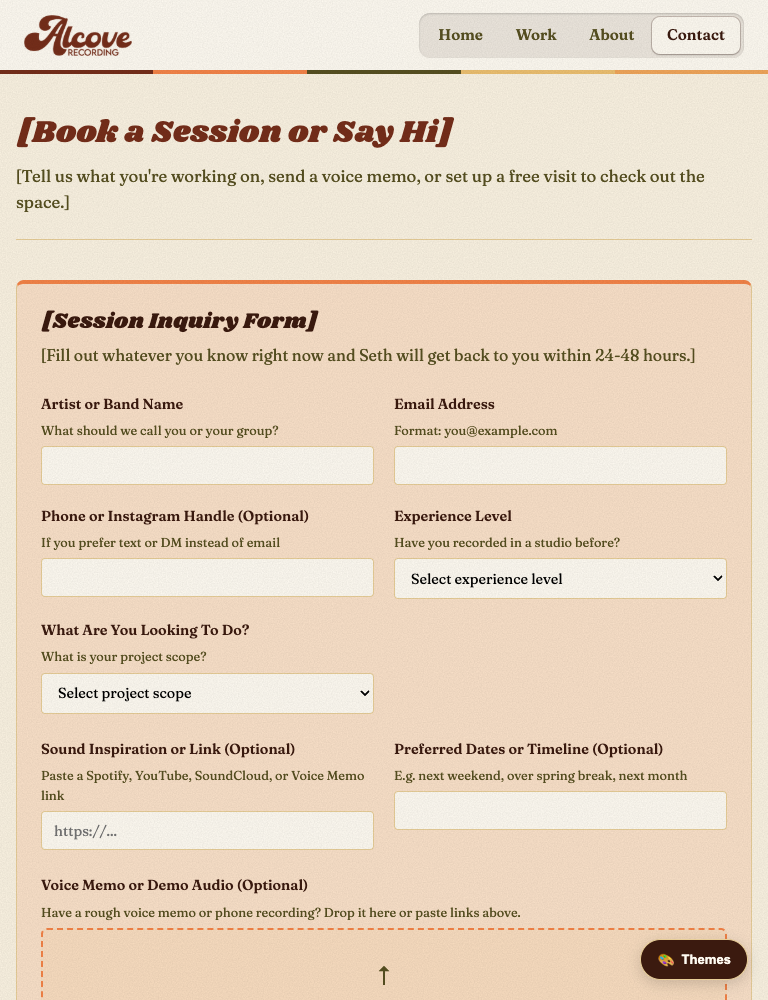 Alcove
RECORDING
Home Work About Contact
[Book a Session or Say Hi]
[Tell us what you're working on, send a voice memo, or set up a free visit to check out the
space.]
[Session Inquiry Form]
[Fill out whatever you know right now and Seth will get back to you within 24-48 hours.]
Artist or Band Name
What should we call you or your group?
Email Address
Format: you@example.com
Phone or Instagram Handle (Optional)
If you prefer text or DM instead of email
Experience Level
Have you recorded in a studio before?
Select experience level
What Are You Looking To Do?
What is your project scope?
Select project scope
Sound Inspiration or Link (Optional)
Paste a Spotify, YouTube, SoundCloud, or Voice Memo
link
https://...
Preferred Dates or Timeline (Optional)
E.g. next weekend, over spring break, next month
Voice Memo or Demo Audio (Optional)
Have a rough voice memo or phone recording? Drop it here or paste links above.
Themes